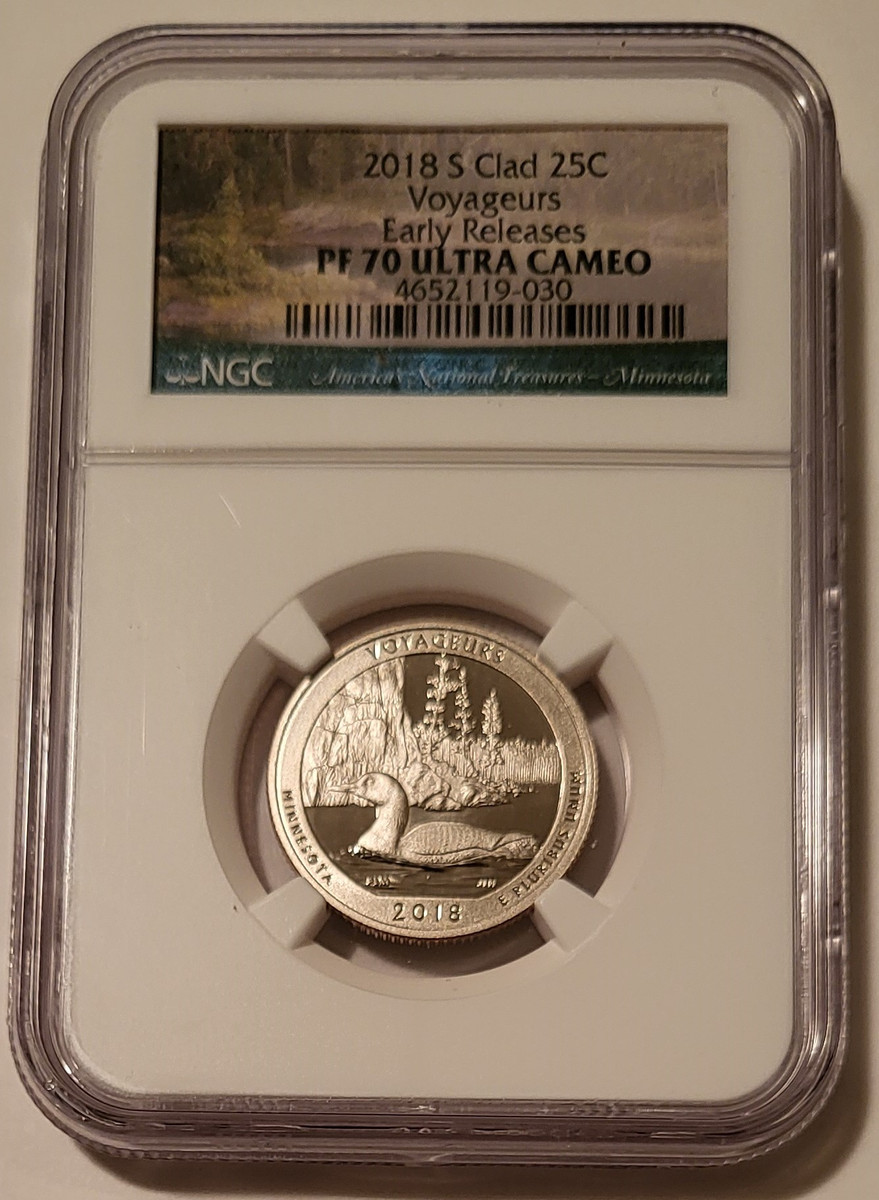 2018 S Clad 25C
Voyageurs
Early Releases
PF 70 ULTRA CAMEO
4652119-030
NGC America's National Treasures – Minnesota
VOYAGEURS
MINNESOTA
2018
E PLURIBUS UNUM